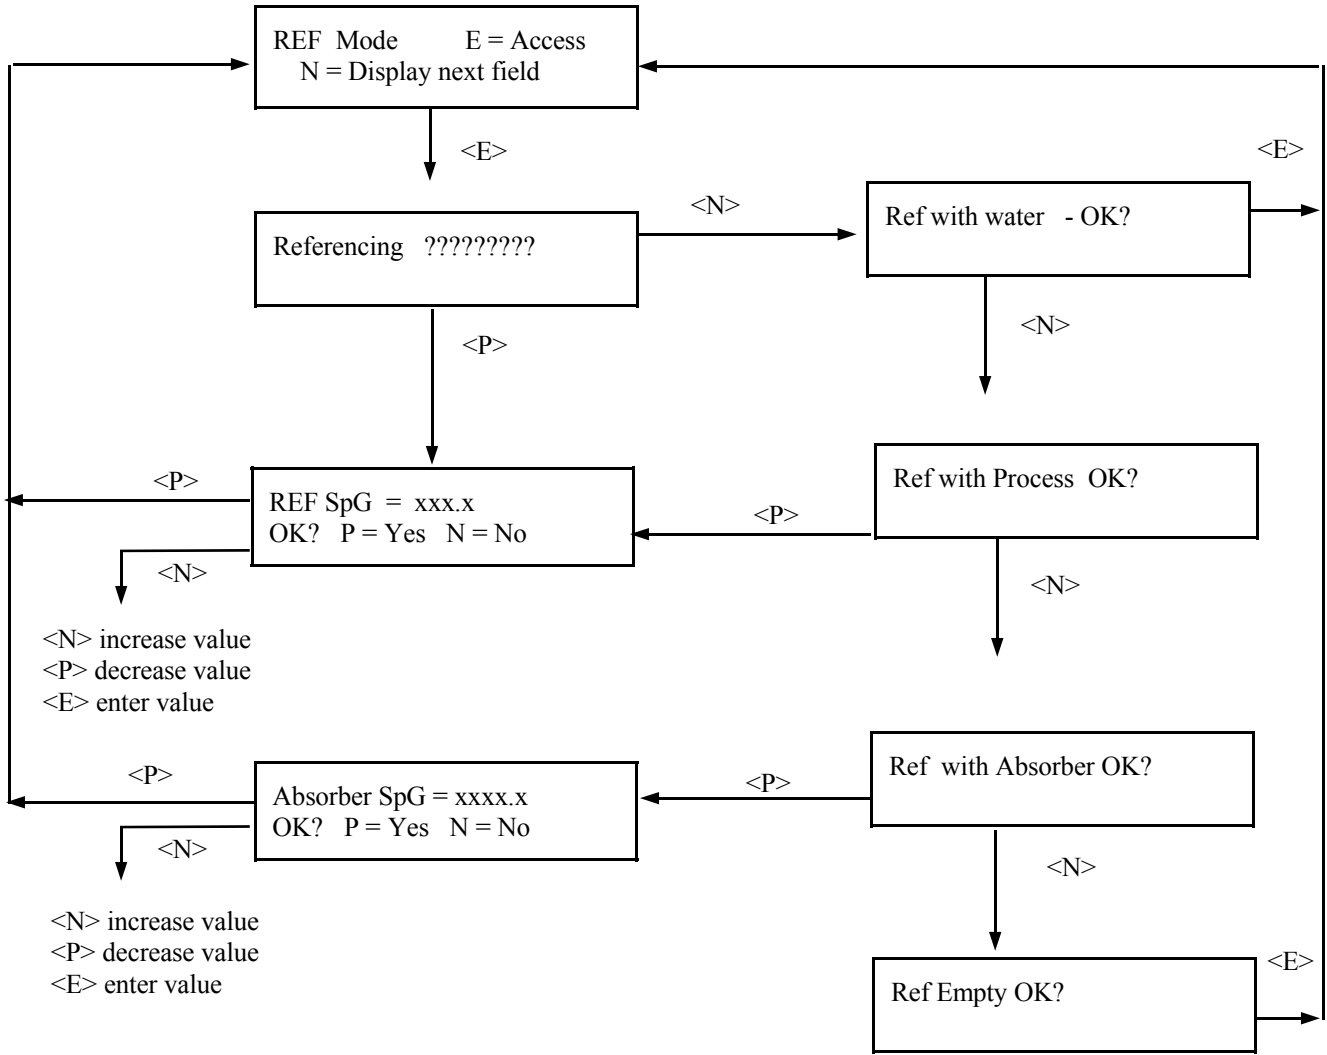 REF Mode E = Access
N = Display next field
<E>
<E>
<N>
Ref with water - OK?
Referencing ?????????
<N>
<P>
Ref with Process OK?
<P>
REF SpG = xxx.x
OK? P = Yes N = No
<P>
<N>
<N>
<N> increase value
<P> decrease value
<E> enter value
Ref with Absorber OK?
<P>
<P>
Absorber SpG = xxxx.x
OK? P = Yes N = No
<N>
<N>
<N> increase value
<P> decrease value
<E> enter value
<E>
Ref Empty OK?